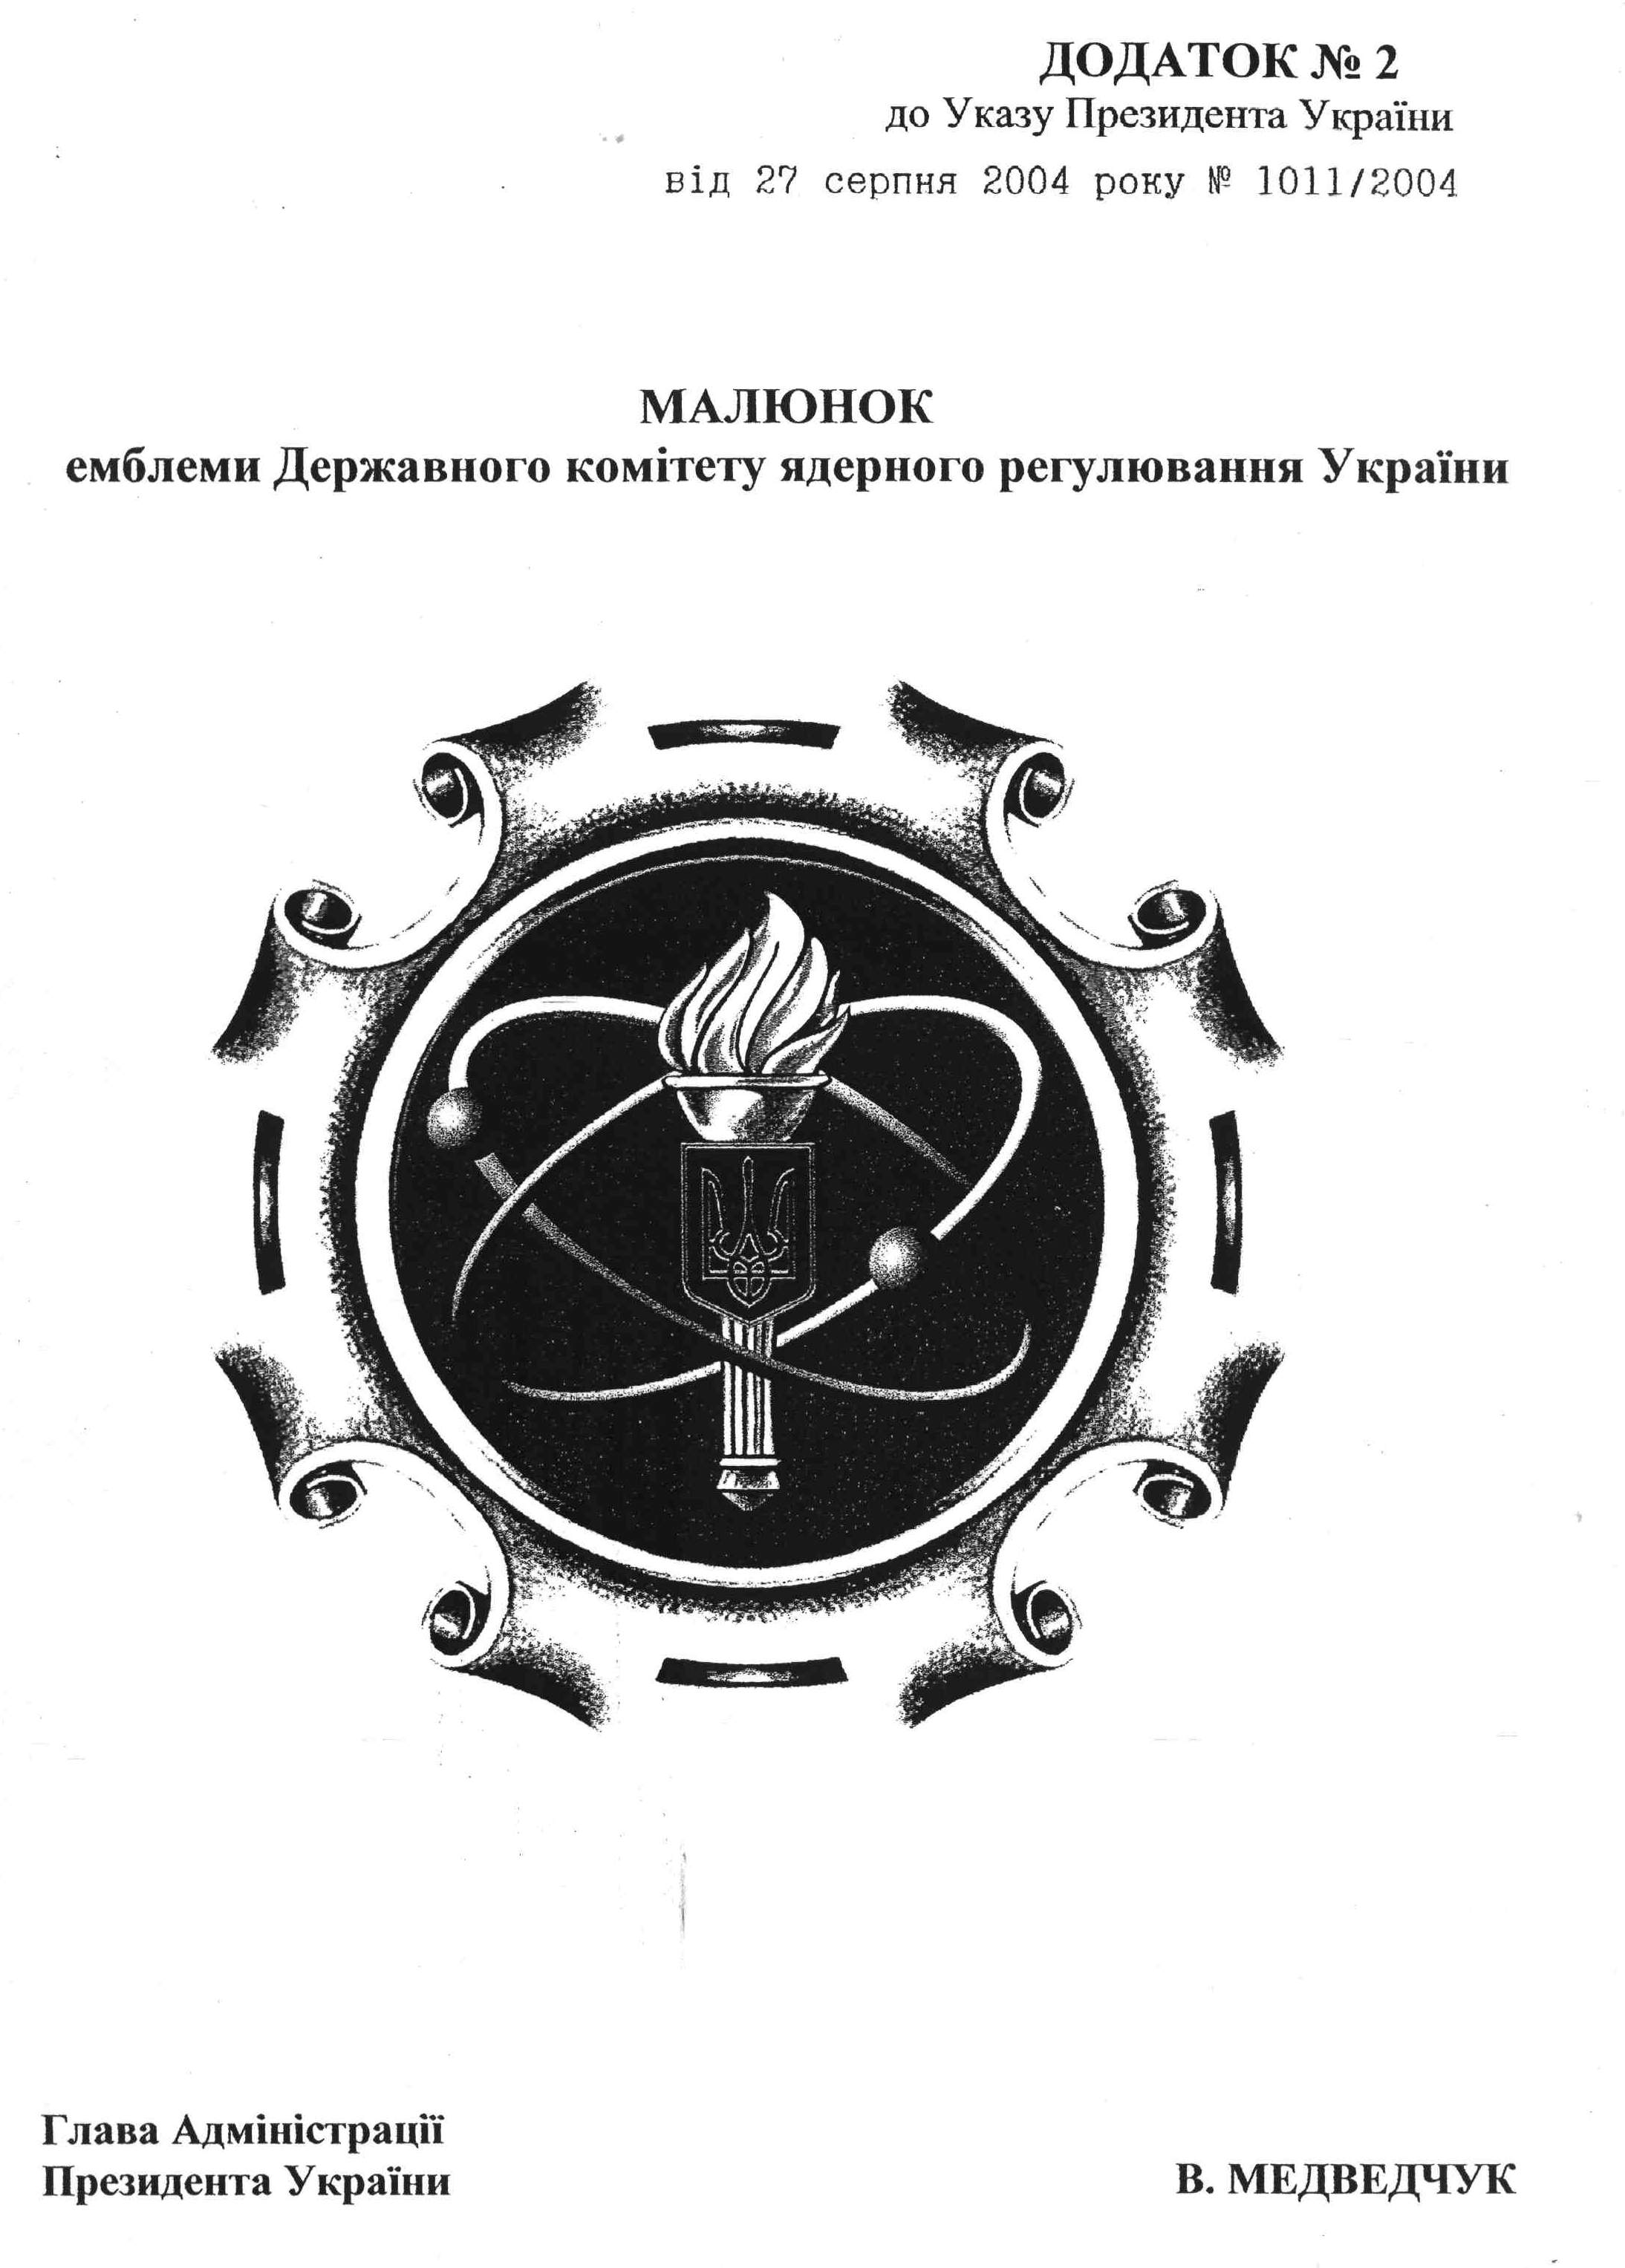 ДОДАТОК № 2
до Указу Президента України
від 27 серпня 2004 року № 1011/2004
МАЛЮНОК
емблеми Державного комітету ядерного регулювання України
Глава Адміністрації
Президента України
В. МЕДВЕДЧУК